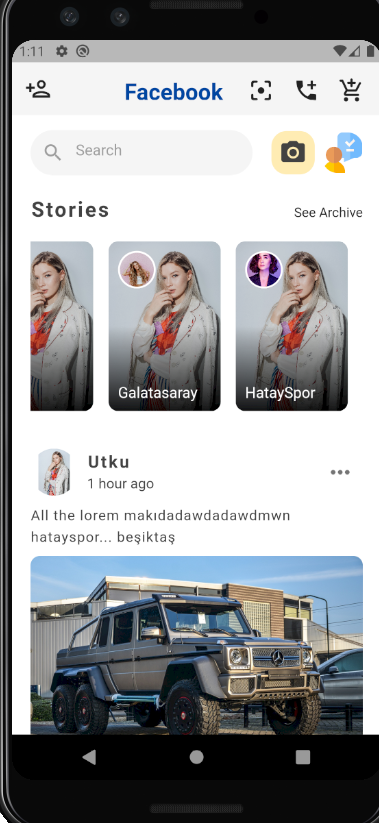 1:11
Facebook
Search
Stories
See Archive
Galatasaray
HataySpor
Utku
1 hour ago
All the lorem makıdadawdadawdmwn
hatayspor... beşiktaş